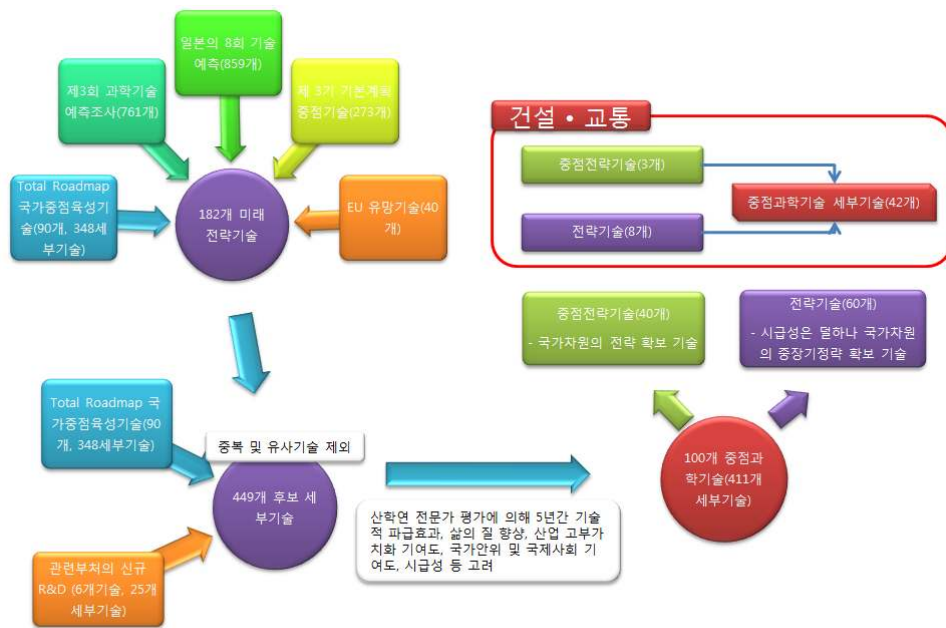 일본의 8회 기술
예측(859개)
제3회 과학기술
예측조사(761개)
제 3기 기본계획
중점기술(273개)
Total Roadmap
국가중점육성기
술(90개, 348세
부기술)
182개 미래
전략기술
EU 유망기술(40
개)
건설・교통
중점전략기술(3개)
전략기술(8개)
중점과학기술 세부기술(42개)
중점전략기술(40개)
- 국가차원의 전략 확보 기술
전략기술(60개)
- 시급성은 덜하나 국가차원
의 중장기정략 확보 기술
Total Roadmap 국
가중점육성기술(90
개, 348세부기술)
중복 및 유사기술 제외
449개 후보 세
부기술
관련부처의 신규
R&D (6개기술, 25개
세부기술)
산학연 전문가 평가에 의해 5년간 기술
적 파급효과, 삶의 질 향상, 산업 고부가
치화 기여도, 국가안위 및 국제사회 기
여도, 시급성 등 고려
100개 중점과
학기술(411개
세부기술)